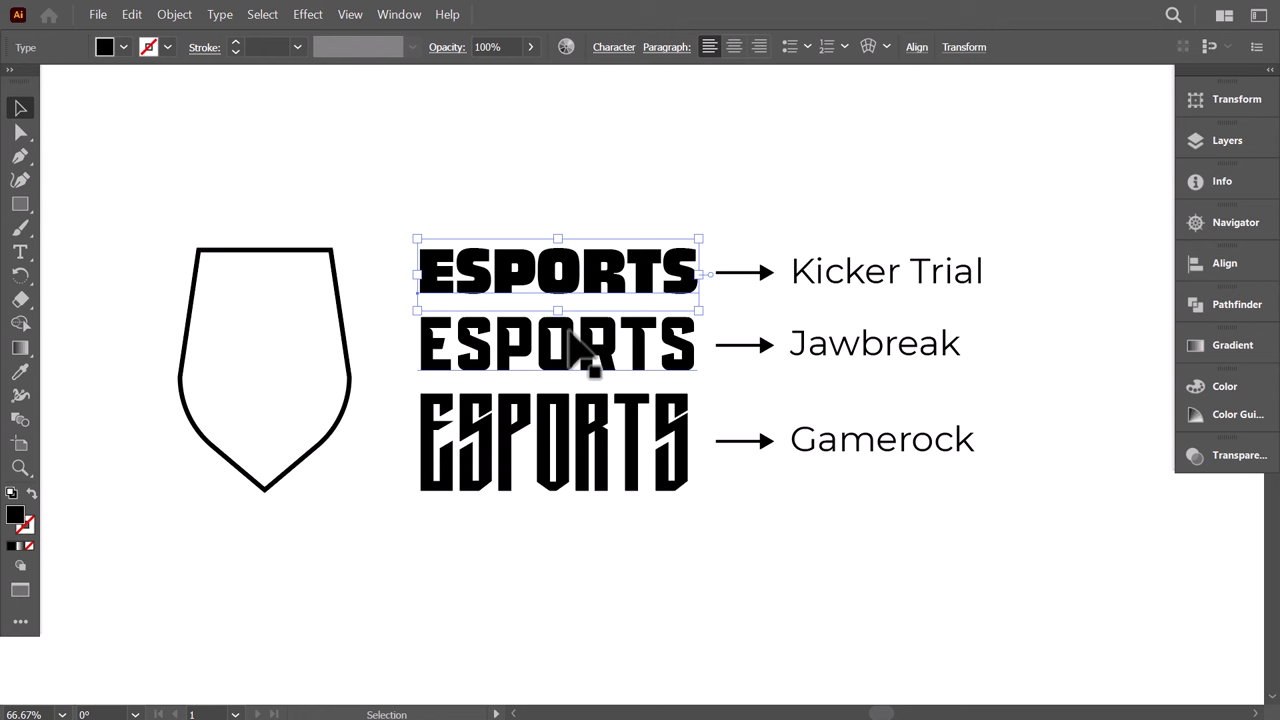 Ai File Edit Object Type Select Effect View Window Help
Type Stroke: Opacity: 100% Character Paragraph: Align Transform
Transform
Layers
Info
Navigator
Align
Pathfinder
Gradient
Color
Color Gui...
Transpare...
ESPORTS Kicker Trial
ESPORTS Jawbreak
ESPORTS Gamerock
66.67% 0° 1 Selection